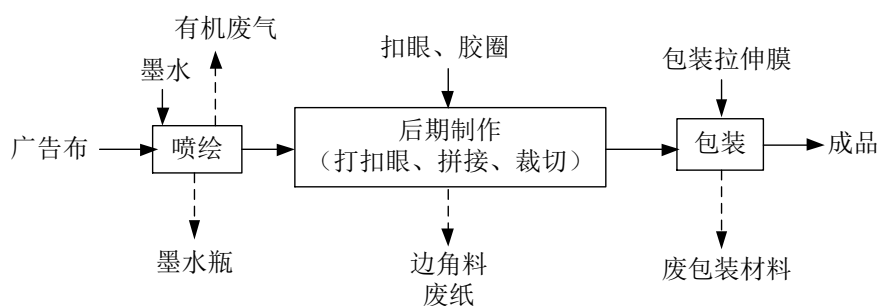 有机废气
扣眼、胶圈
包装拉伸膜
墨水
广告布
喷绘
后期制作
（打扣眼、拼接、裁切）
包装
成品
墨水瓶
边角料
废纸
废包装材料